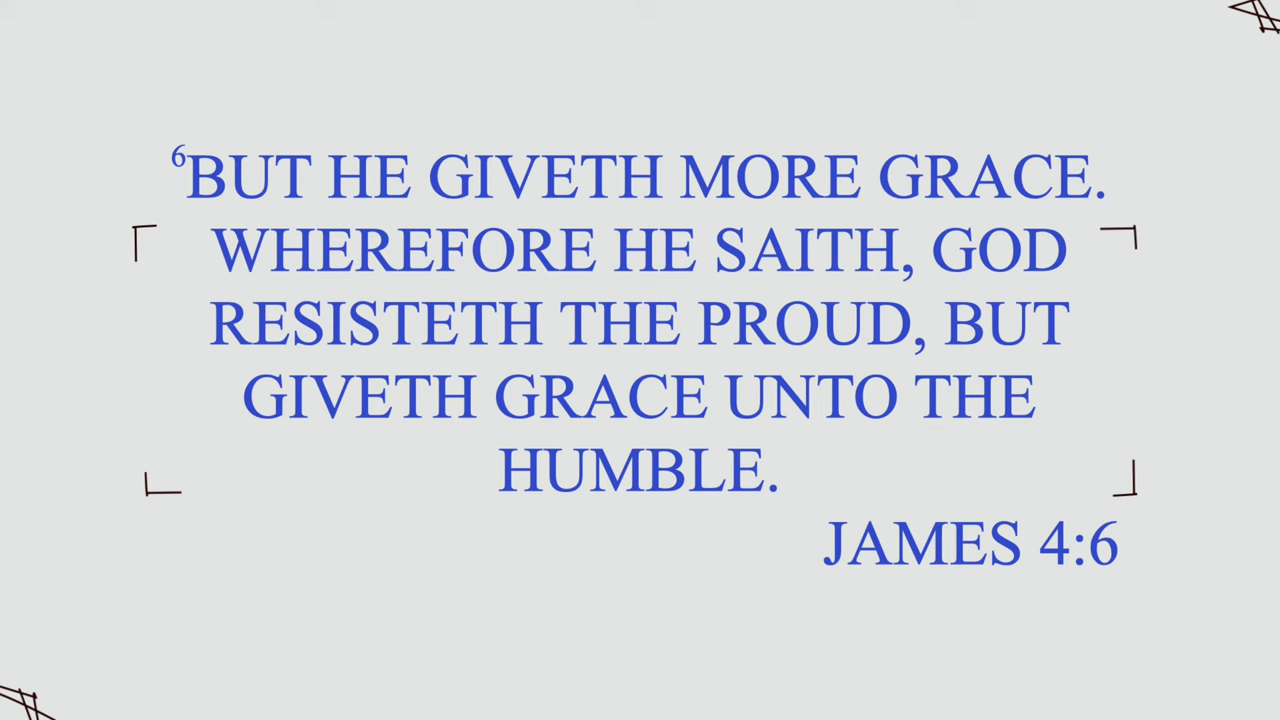 ⁶BUT HE GIVETH MORE GRACE.
WHEREFORE HE SAITH, GOD
RESISTETH THE PROUD, BUT
GIVETH GRACE UNTO THE
HUMBLE.
JAMES 4:6